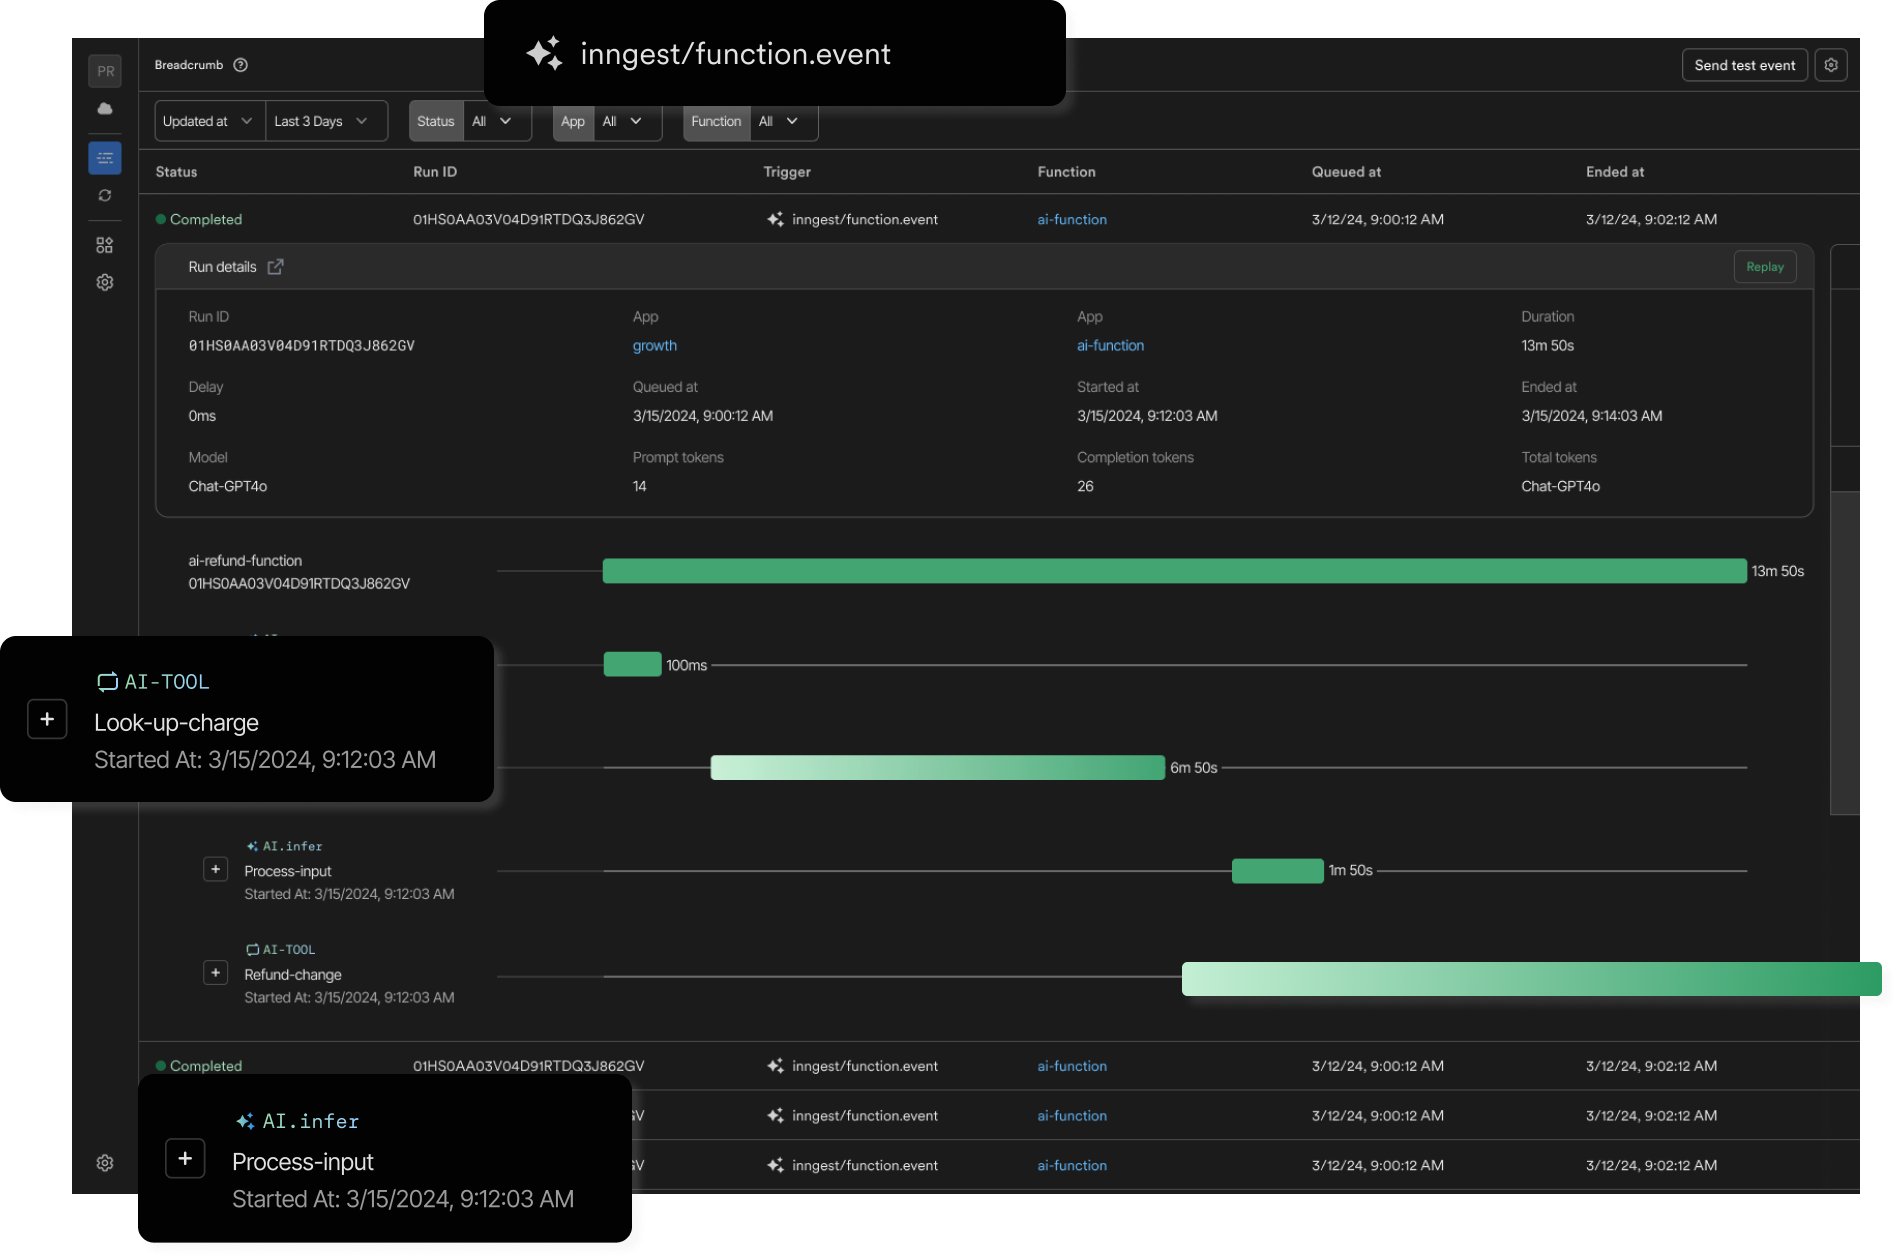 inngest/function.event
PR
Breadcrumb
Send test event
Updated at
Last 3 Days
Status All
App All
Function All
Status Run ID Trigger Function Queued at Ended at
Completed 01HS0AA03V04D91RTDQ3J862GV inngest/function.event ai-function 3/12/24, 9:00:12 AM 3/12/24, 9:02:12 AM
Run details
Replay
Run ID App App Duration
01HS0AA03V04D91RTDQ3J862GV growth ai-function 13m 50s
Delay Queued at Started at Ended at
0ms 3/15/2024, 9:00:12 AM 3/15/2024, 9:12:03 AM 3/15/2024, 9:14:03 AM
Model Prompt tokens Completion tokens Total tokens
Chat-GPT4o 14 26 Chat-GPT4o
ai-refund-function
01HS0AA03V04D91RTDQ3J862GV
13m 50s
100ms
AI-TOOL
Look-up-charge
Started At: 3/15/2024, 9:12:03 AM
6m 50s
AI.infer
Process-input
Started At: 3/15/2024, 9:12:03 AM
1m 50s
AI-TOOL
Refund-change
Started At: 3/15/2024, 9:12:03 AM
Completed 01HS0AA03V04D91RTDQ3J862GV inngest/function.event ai-function 3/12/24, 9:00:12 AM 3/12/24, 9:02:12 AM
GV inngest/function.event ai-function 3/12/24, 9:00:12 AM 3/12/24, 9:02:12 AM
GV inngest/function.event ai-function 3/12/24, 9:00:12 AM 3/12/24, 9:02:12 AM
AI.infer
Process-input
Started At: 3/15/2024, 9:12:03 AM